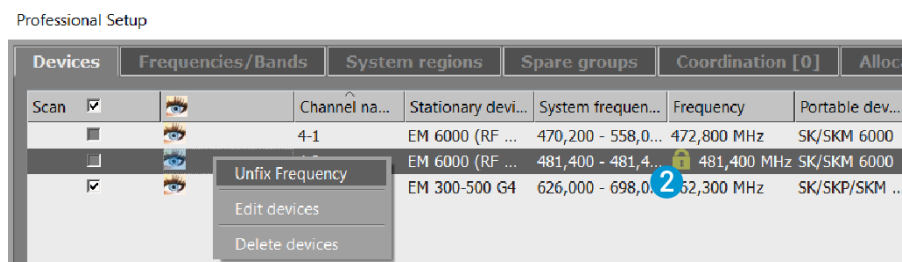 Professional Setup
Devices Frequencies/Bands System regions Spare groups Coordination [0] Alloc
Scan Channel na... Stationary devi... System frequen... Frequency Portable dev...
4-1 EM 6000 (RF ... 470,200 - 558,0... 472,800 MHz SK/SKM 6000
EM 6000 (RF ... 481,400 - 481,4... 481,400 MHz SK/SKM 6000
Unfix Frequency
EM 300-500 G4 626,000 - 698,0 2 62,300 MHz SK/SKP/SKM ...
Edit devices
Delete devices